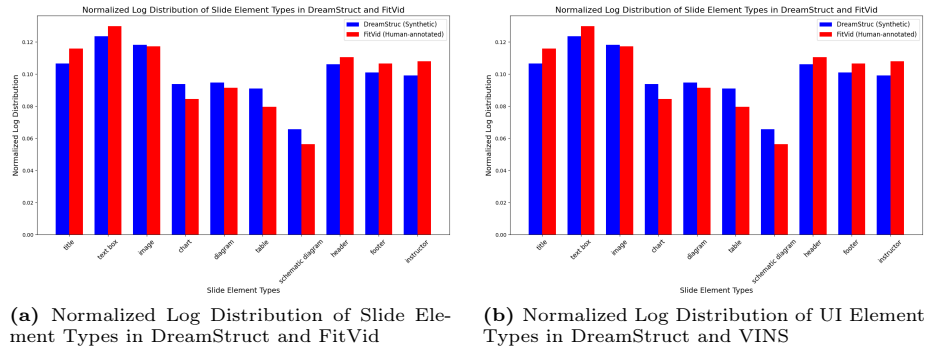 Normalized Log Distribution of Slide Element Types in DreamStruc and FitVid
DreamStruc (Synthetic)
FitVid (Human-annotated)
Normalized Log Distribution
0.12
0.10
0.08
0.06
0.04
0.02
0.00
title
text box
image
chart
diagram
table
schematic diagram
header
footer
instructor
Slide Element Types
(a) Normalized Log Distribution of Slide Ele-
ment Types in DreamStruct and FitVid
Normalized Log Distribution of Slide Element Types in DreamStruc and FitVid
DreamStruc (Synthetic)
FitVid (Human-annotated)
Normalized Log Distribution
0.12
0.10
0.08
0.06
0.04
0.02
0.00
title
text box
image
chart
diagram
table
schematic diagram
header
footer
instructor
Slide Element Types
(b) Normalized Log Distribution of UI Element
Types in DreamStruct and VINS